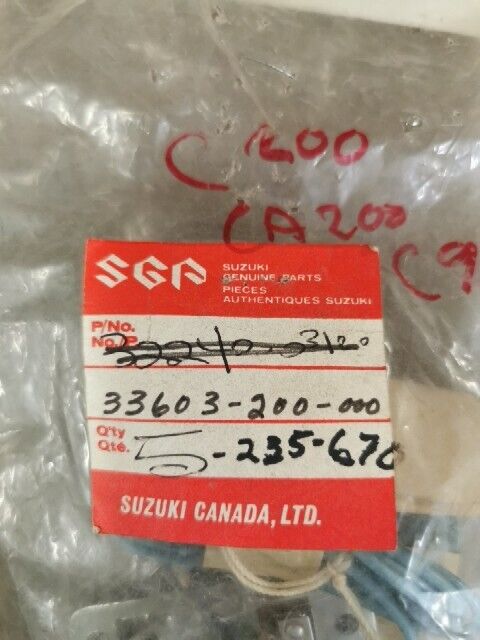 C200
CA200
C9
SGP
SUZUKI
GENUINE PARTS
PIECES
AUTHENTIQUES SUZUKI
P/No.
No./P.
33603-200-000
Q'ty
Qté.
5-235-670
SUZUKI CANADA, LTD.